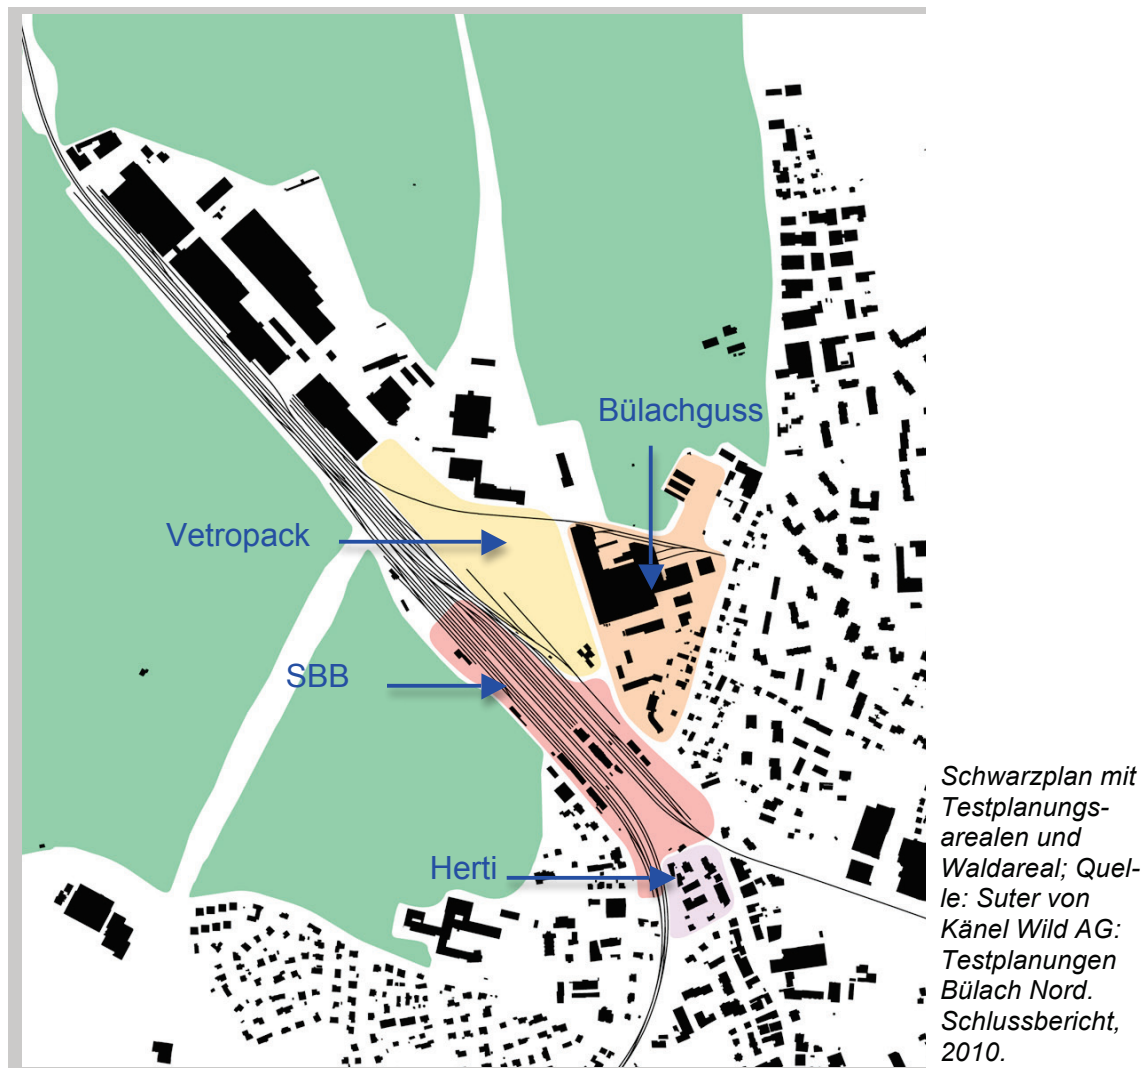 Bülachguss
Vetropack
SBB
Herti
Schwarzplan mit
Testplanungs-
arealen und
Waldareal; Quel-
le: Suter von
Känel Wild AG:
Testplanungen
Bülach Nord.
Schlussbericht,
2010.